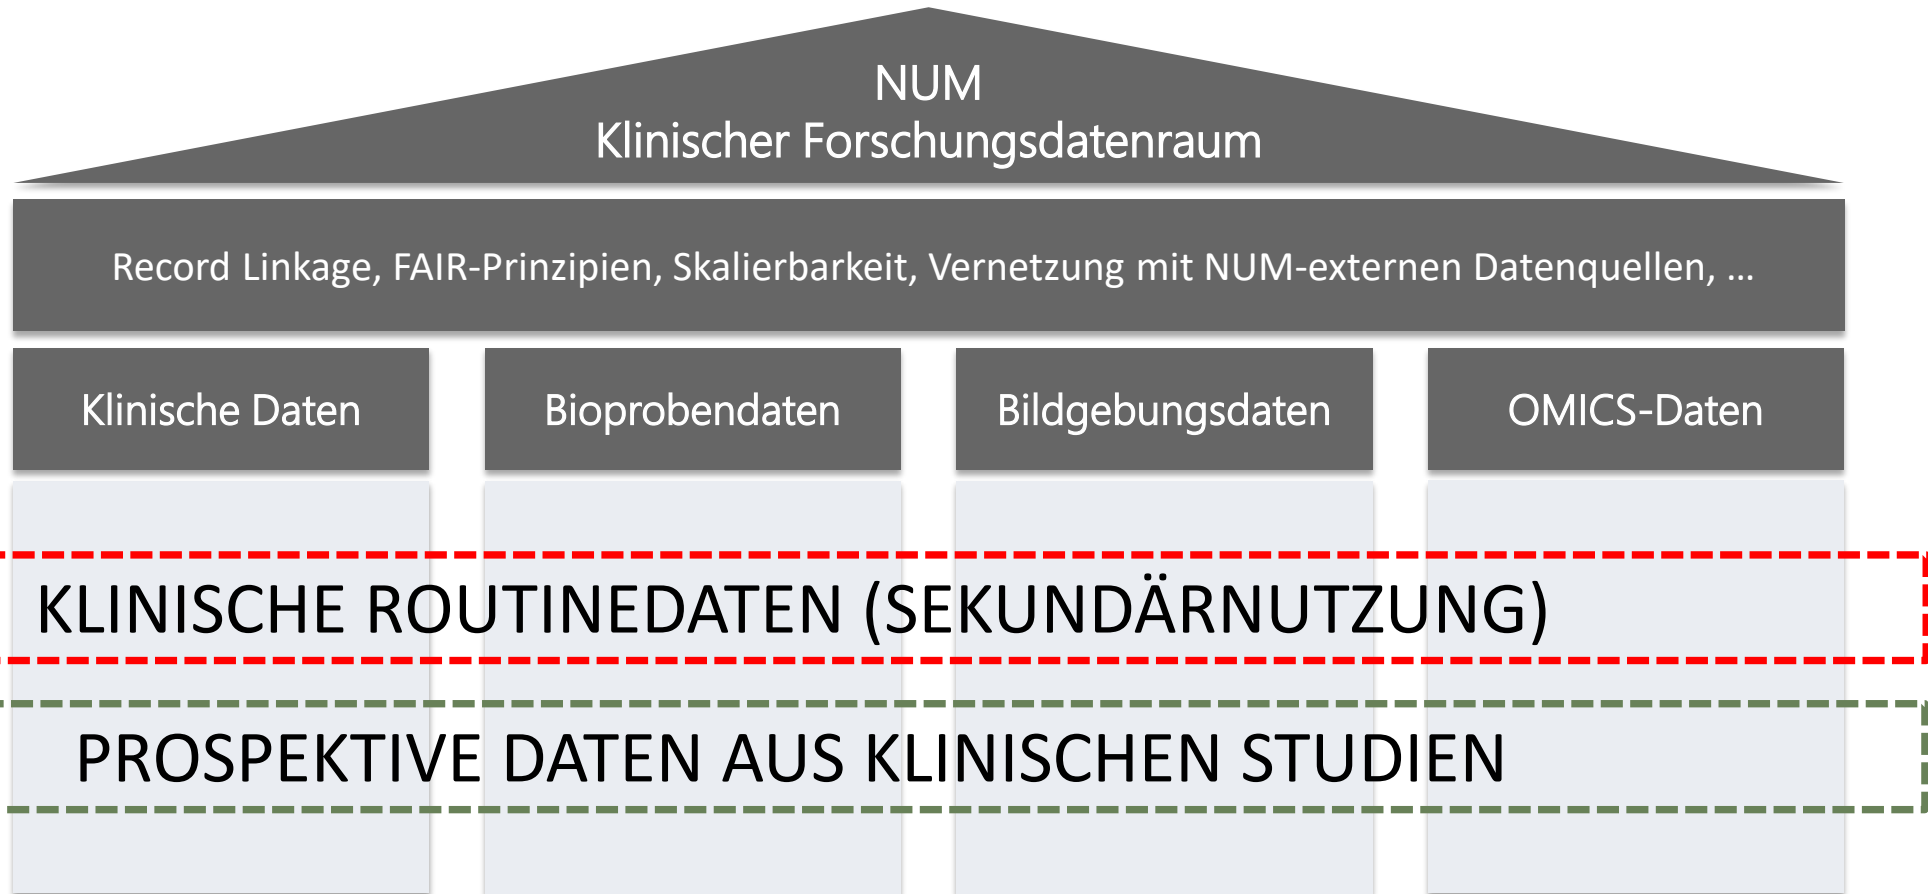 NUM
Klinischer Forschungsdatenraum
Record Linkage, FAIR-Prinzipien, Skalierbarkeit, Vernetzung mit NUM-externen Datenquellen, ...
Klinische Daten
Bioprobendaten
Bildgebungsdaten
OMICS-Daten
KLINISCHE ROUTINEDATEN (SEKUNDÄRNUTZUNG)
PROSPEKTIVE DATEN AUS KLINISCHEN STUDIEN